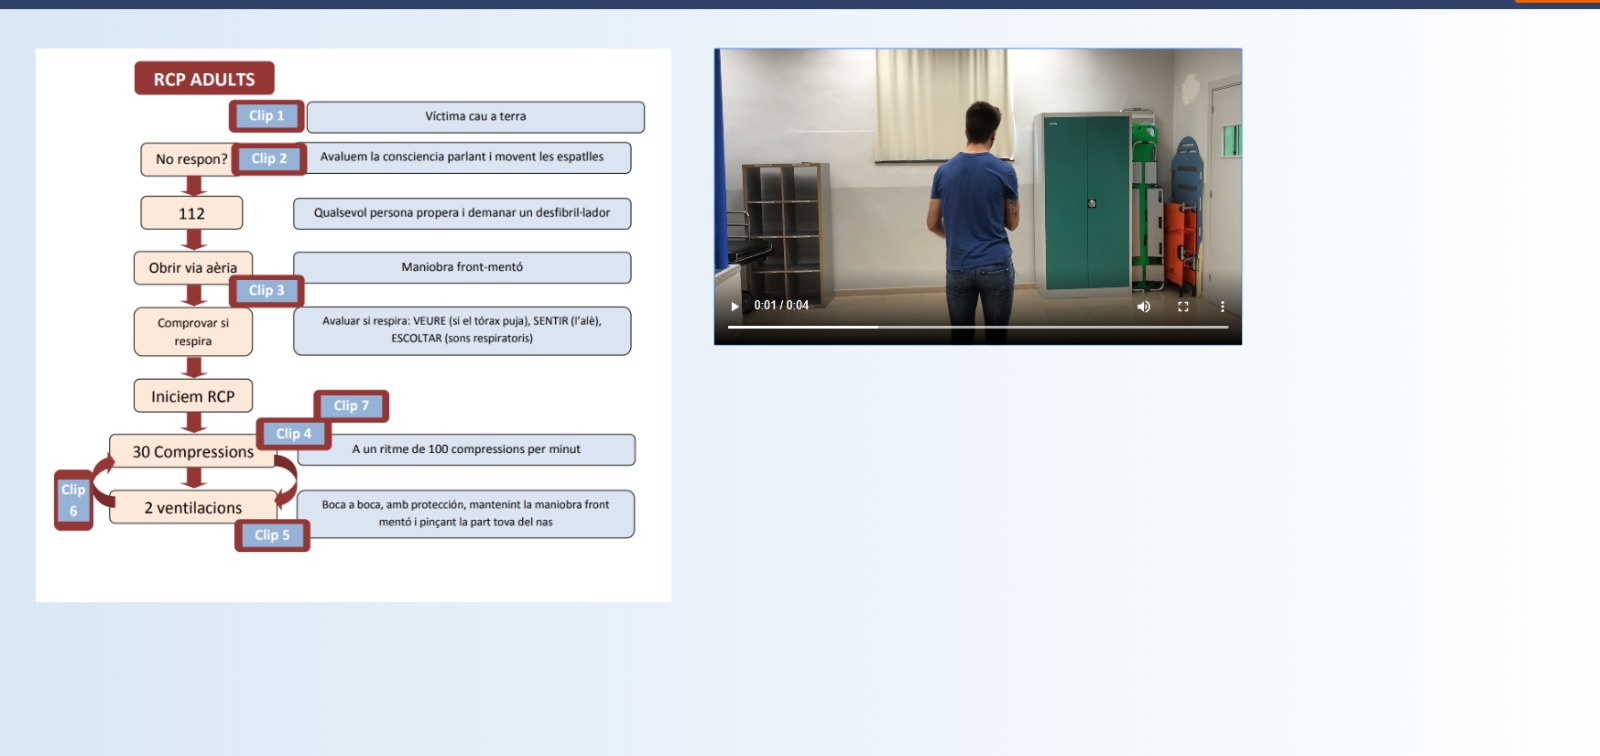 RCP ADULTS
Clip 1
Víctima cau a terra
No respon?
Clip 2
Avaluem la consciencia parlant i movent les espatlles
112
Qualsevol persona propera i demanar un desfibril·lador
Obrir via aèria
Maniobra front-mentó
Clip 3
Comprovar si
respira
Avaluar si respira: VEURE (si el tórax puja), SENTIR (l'alè),
ESCOLTAR (sons respiratoris)
Iniciem RCP
Clip 7
Clip 4
30 Compressions
A un ritme de 100 compressions per minut
Clip
6
2 ventilacions
Boca a boca, amb protección, mantenint la maniobra front
mentó i pinçant la part tova del nas
Clip 5
0:01 / 0:04